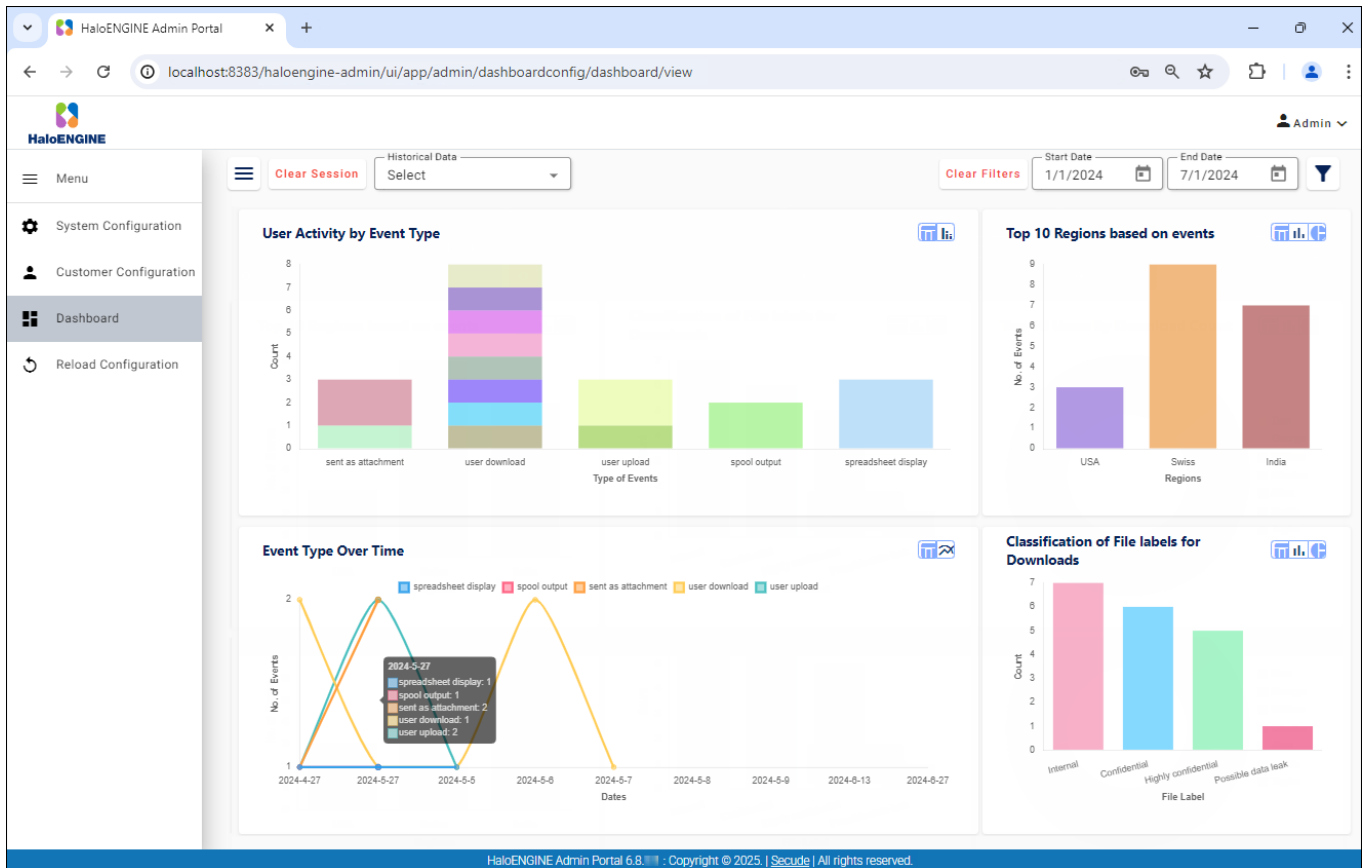 HaloENGINE Admin Portal
localhost:8383/haloengine-admin/ui/app/admin/dashboardconfig/dashboard/view
HaloENGINE
Admin
Menu
System Configuration
Customer Configuration
Dashboard
Reload Configuration
Clear Session
Historical Data
Select
Clear Filters
Start Date
1/1/2024
End Date
7/1/2024
User Activity by Event Type
8
7
6
5
4
3
2
1
0
Count
sent as attachment
user download
user upload
spool output
spreadsheet display
Type of Events
Top 10 Regions based on events
9
8
7
6
5
4
3
2
1
0
No. of Events
USA
Swiss
India
Regions
Event Type Over Time
spreadsheet display
spool output
sent as attachment
user download
user upload
2
1
No. of Events
2024-5-27
spreadsheet display: 1
spool output: 1
sent as attachment: 2
user download: 1
user upload: 2
2024-4-27
2024-5-27
2024-5-5
2024-5-6
2024-5-7
2024-5-8
2024-5-9
2024-6-13
2024-6-27
Dates
Classification of File labels for
Downloads
7
6
5
4
3
2
1
0
Count
Internal
Confidential
Highly confidential
Possible data leak
File Label
HaloENGINE Admin Portal 6.8. : Copyright © 2025. | Secude | All rights reserved.